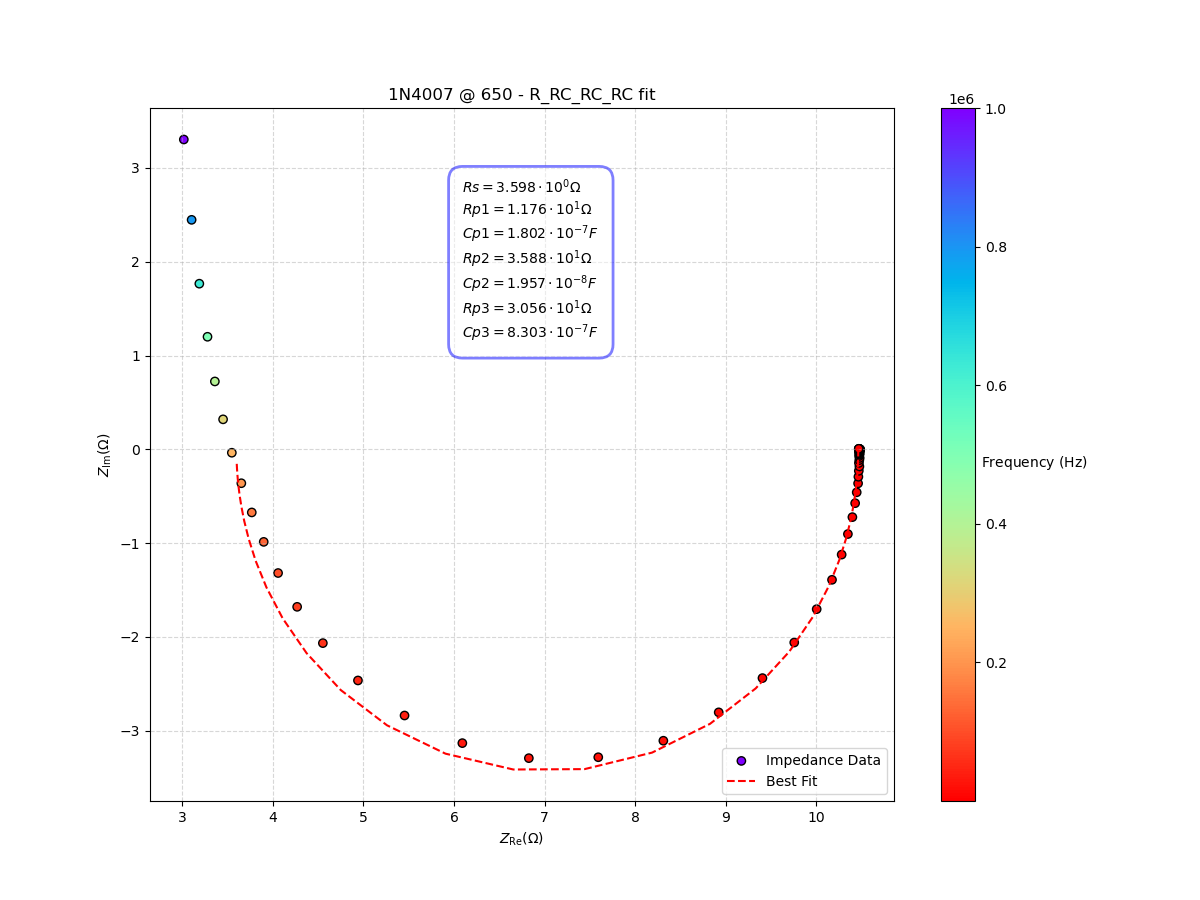 1N4007 @ 650 - R_RC_RC_RC fit
1e6
Rs = 3.598 · 10⁰Ω
Rp1 = 1.176 · 10¹Ω
Cp1 = 1.802 · 10⁻⁷F
Rp2 = 3.588 · 10¹Ω
Cp2 = 1.957 · 10⁻⁸F
Rp3 = 3.056 · 10¹Ω
Cp3 = 8.303 · 10⁻⁷F
3
2
1
0
−1
−2
−3
Z_Im(Ω)
3 4 5 6 7 8 9 10
Z_Re(Ω)
Impedance Data
Best Fit
1.0
0.8
0.6
0.4
0.2
Frequency (Hz)